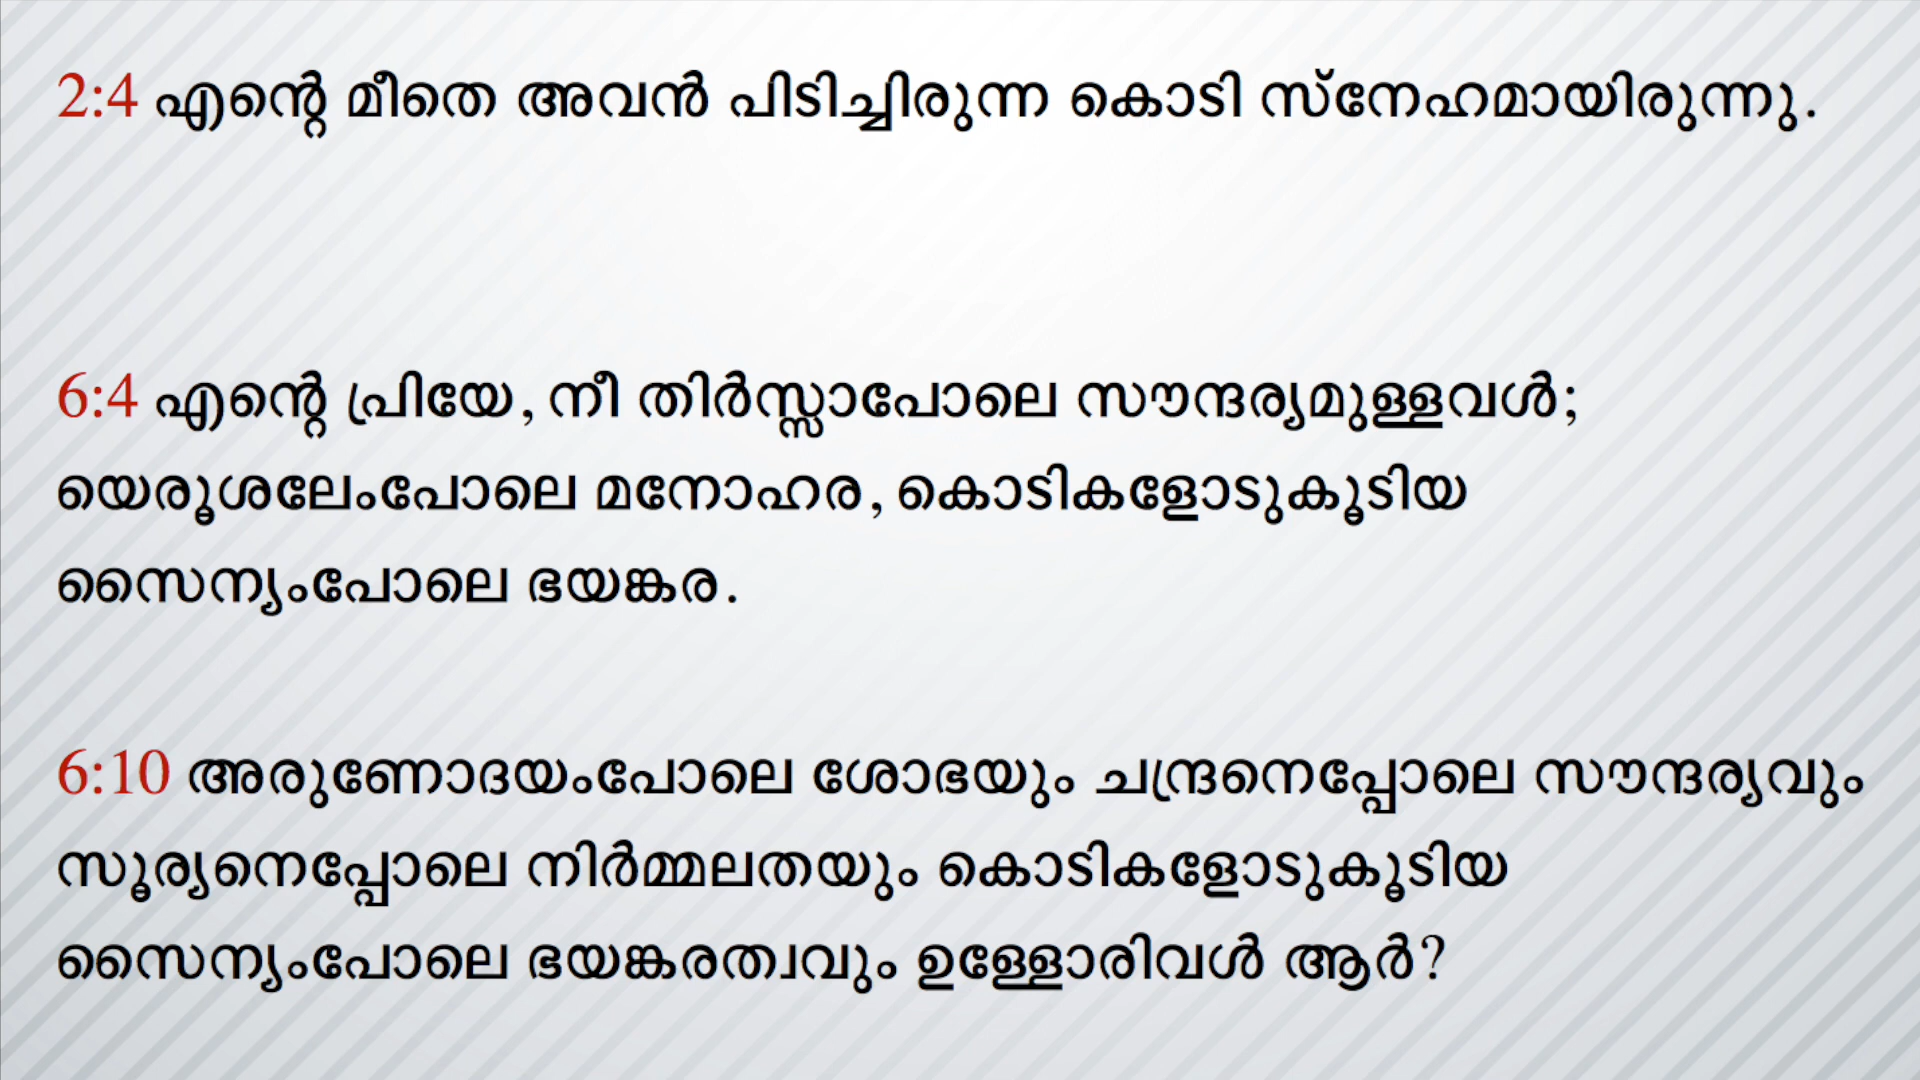 2:4 എന്റെ മീതെ അവൻ പിടിച്ചിരുന്ന കൊടി സ്നേഹമായിരുന്നു.
6:4 എന്റെ പ്രിയേ, നീ തിർസ്സാപോലെ സൗന്ദര്യമുള്ളവൾ;
യെരൂശലേംപോലെ മനോഹര, കൊടികളോടുകൂടിയ
സൈന്യംപോലെ ഭയങ്കര.
6:10 അരുണോദയംപോലെ ശോഭയും ചന്ദ്രനെപ്പോലെ സൗന്ദര്യവും
സൂര്യനെപ്പോലെ നിർമ്മലതയും കൊടികളോടുകൂടിയ
സൈന്യംപോലെ ഭയങ്കരത്വവും ഉള്ളോരിവൾ ആർ?